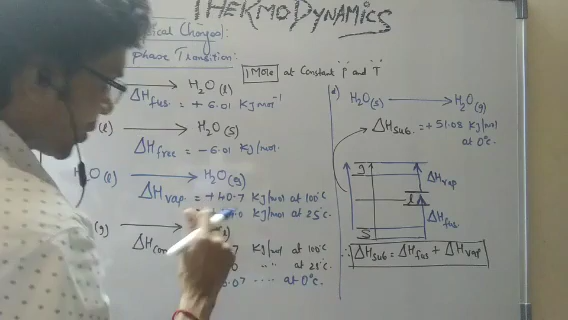 THERMODYNAMICS
sical Changes:
phase Transition:
1 Mole at Constant P and T
→ H₂O (l)
ΔHfus = + 6.01 KJ mol⁻¹
(l) → H₂O (s)
ΔHfree = − 6.01 KJ/mol.
H₂O (l) → H₂O (g)
ΔHvap = +40.7 KJ/mol at 100°C
KJ/mol at 25°C.
(g) →
ΔHcon
7 KJ/mol at 100°C
0 " " at 25°C
.07 at 0°C.
H₂O(s) → H₂O(g)
ΔHSub. = +51.08 KJ/mol
at 0°C.
g
ΔHvap
l
ΔHfus
S
∴ ΔHSub = ΔHfus + ΔHvap